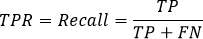 TPR = Recall = TP / (TP + FN)